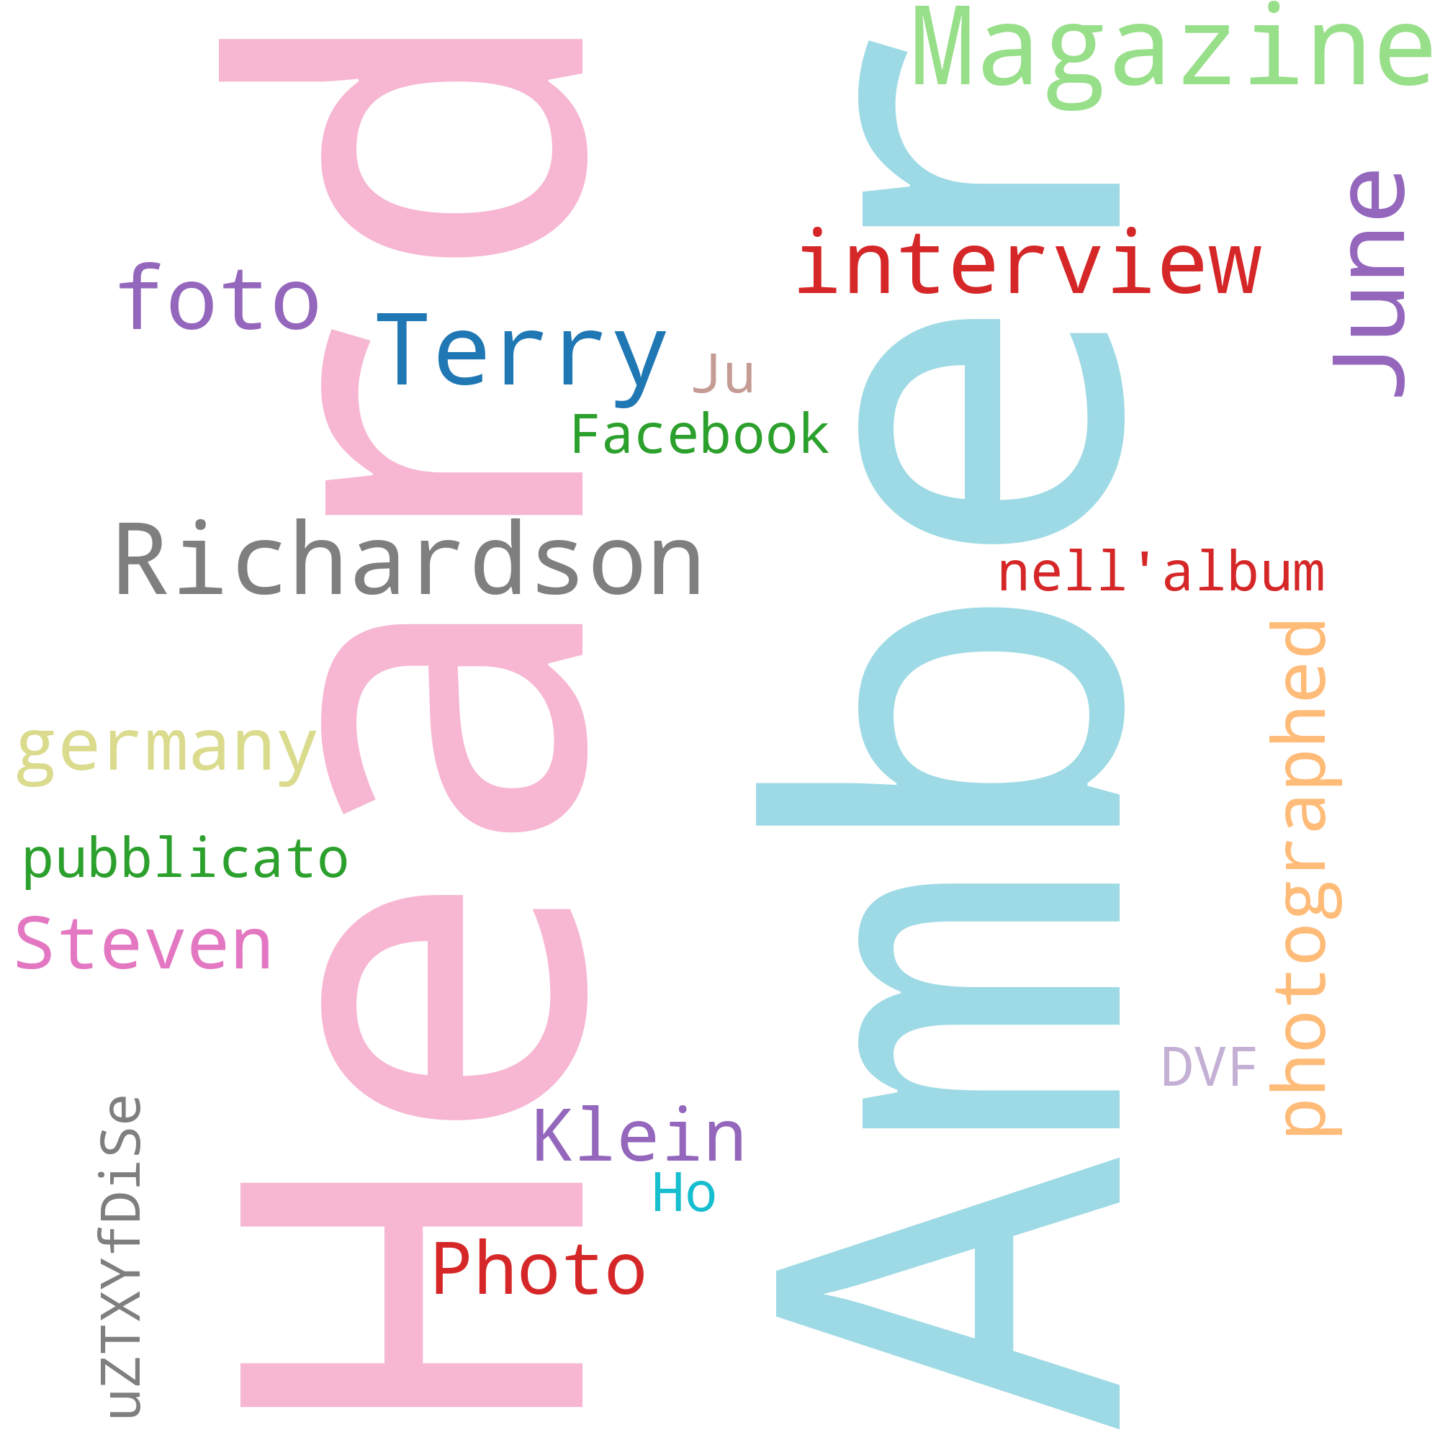 Magazine
Heard
Amber
June
interview
foto
Terry
Ju
Facebook
Richardson
nell'album
photographed
germany
pubblicato
Steven
DVF
uZTXYfDiSe
Klein
Ho
Photo